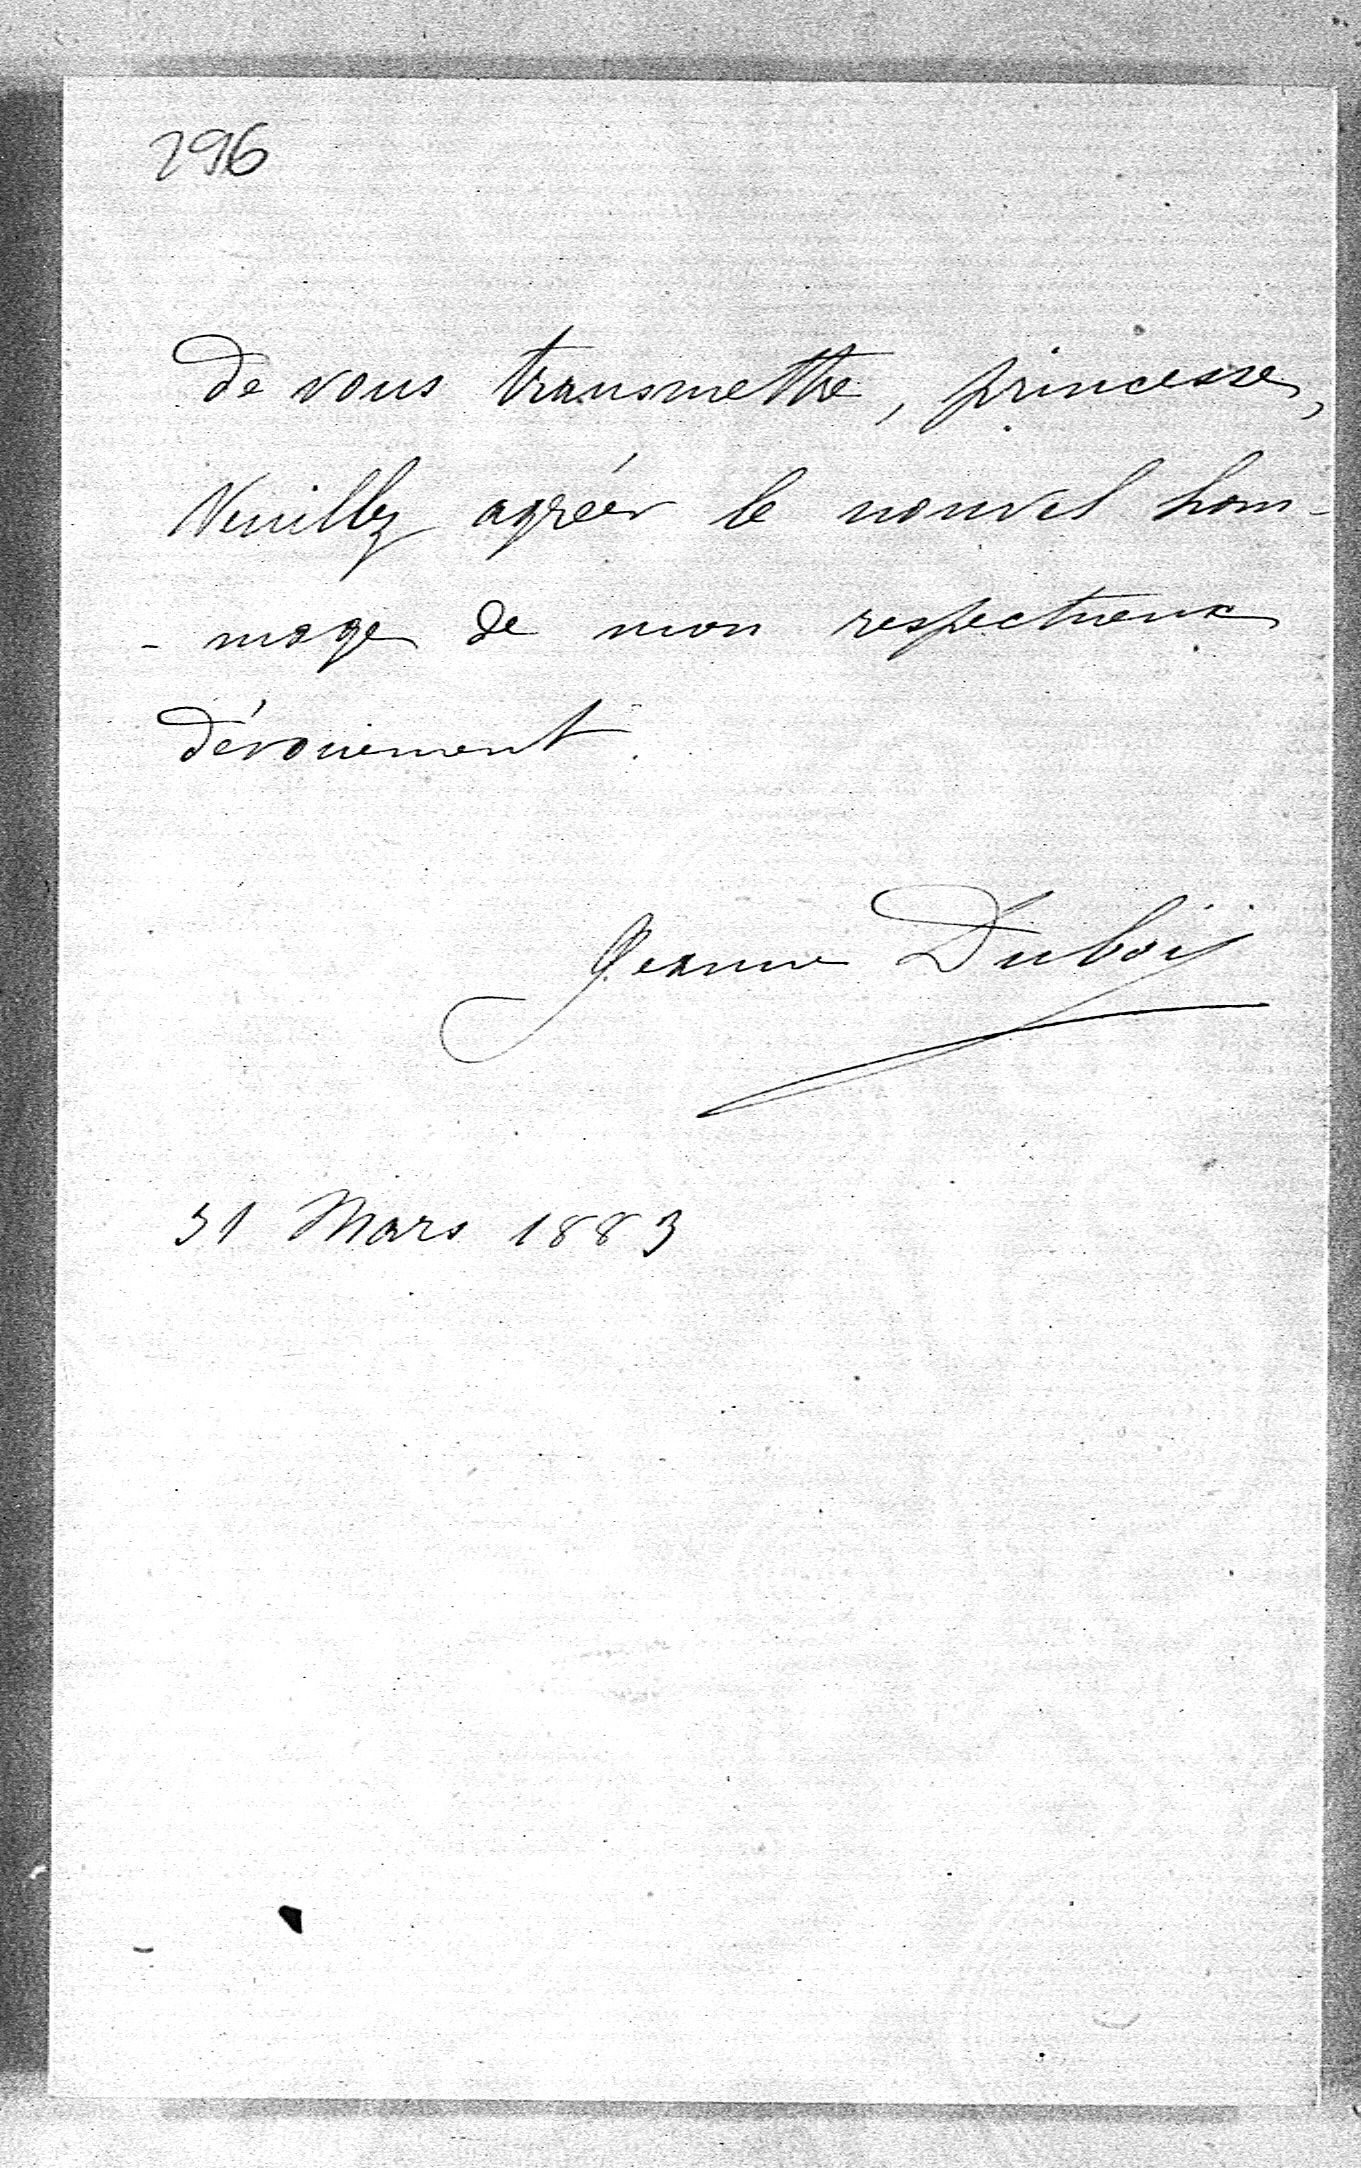 296
de vous transmettre, princesse,
Veuillez agréer le nouvel hom-
- mage de mon respectueux
dévouement.
Jeanne Dubois
31 Mars 1883